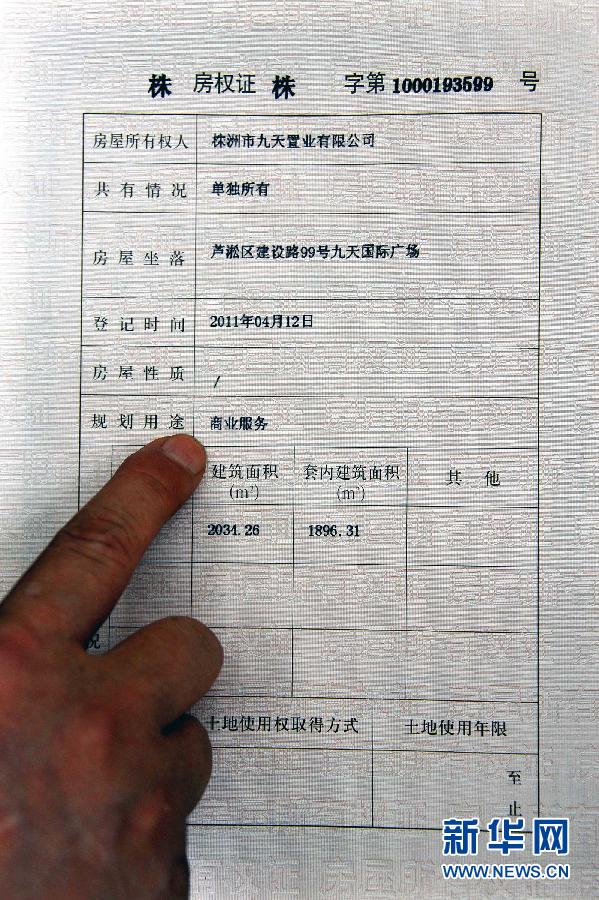 株 房权证 株 字第 1000193599 号
房屋所有权人 株洲市九天置业有限公司
共有情况 单独所有
房屋坐落 芦淞区建设路99号九天国际广场
登记时间 2011年04月12日
房屋性质 /
规划用途 商业服务
建筑面积 套内建筑面积 其他
(㎡) (㎡)
2034.26 1896.31
况
土地使用权取得方式 土地使用年限
至
止
新华网
WWW.NEWS.CN